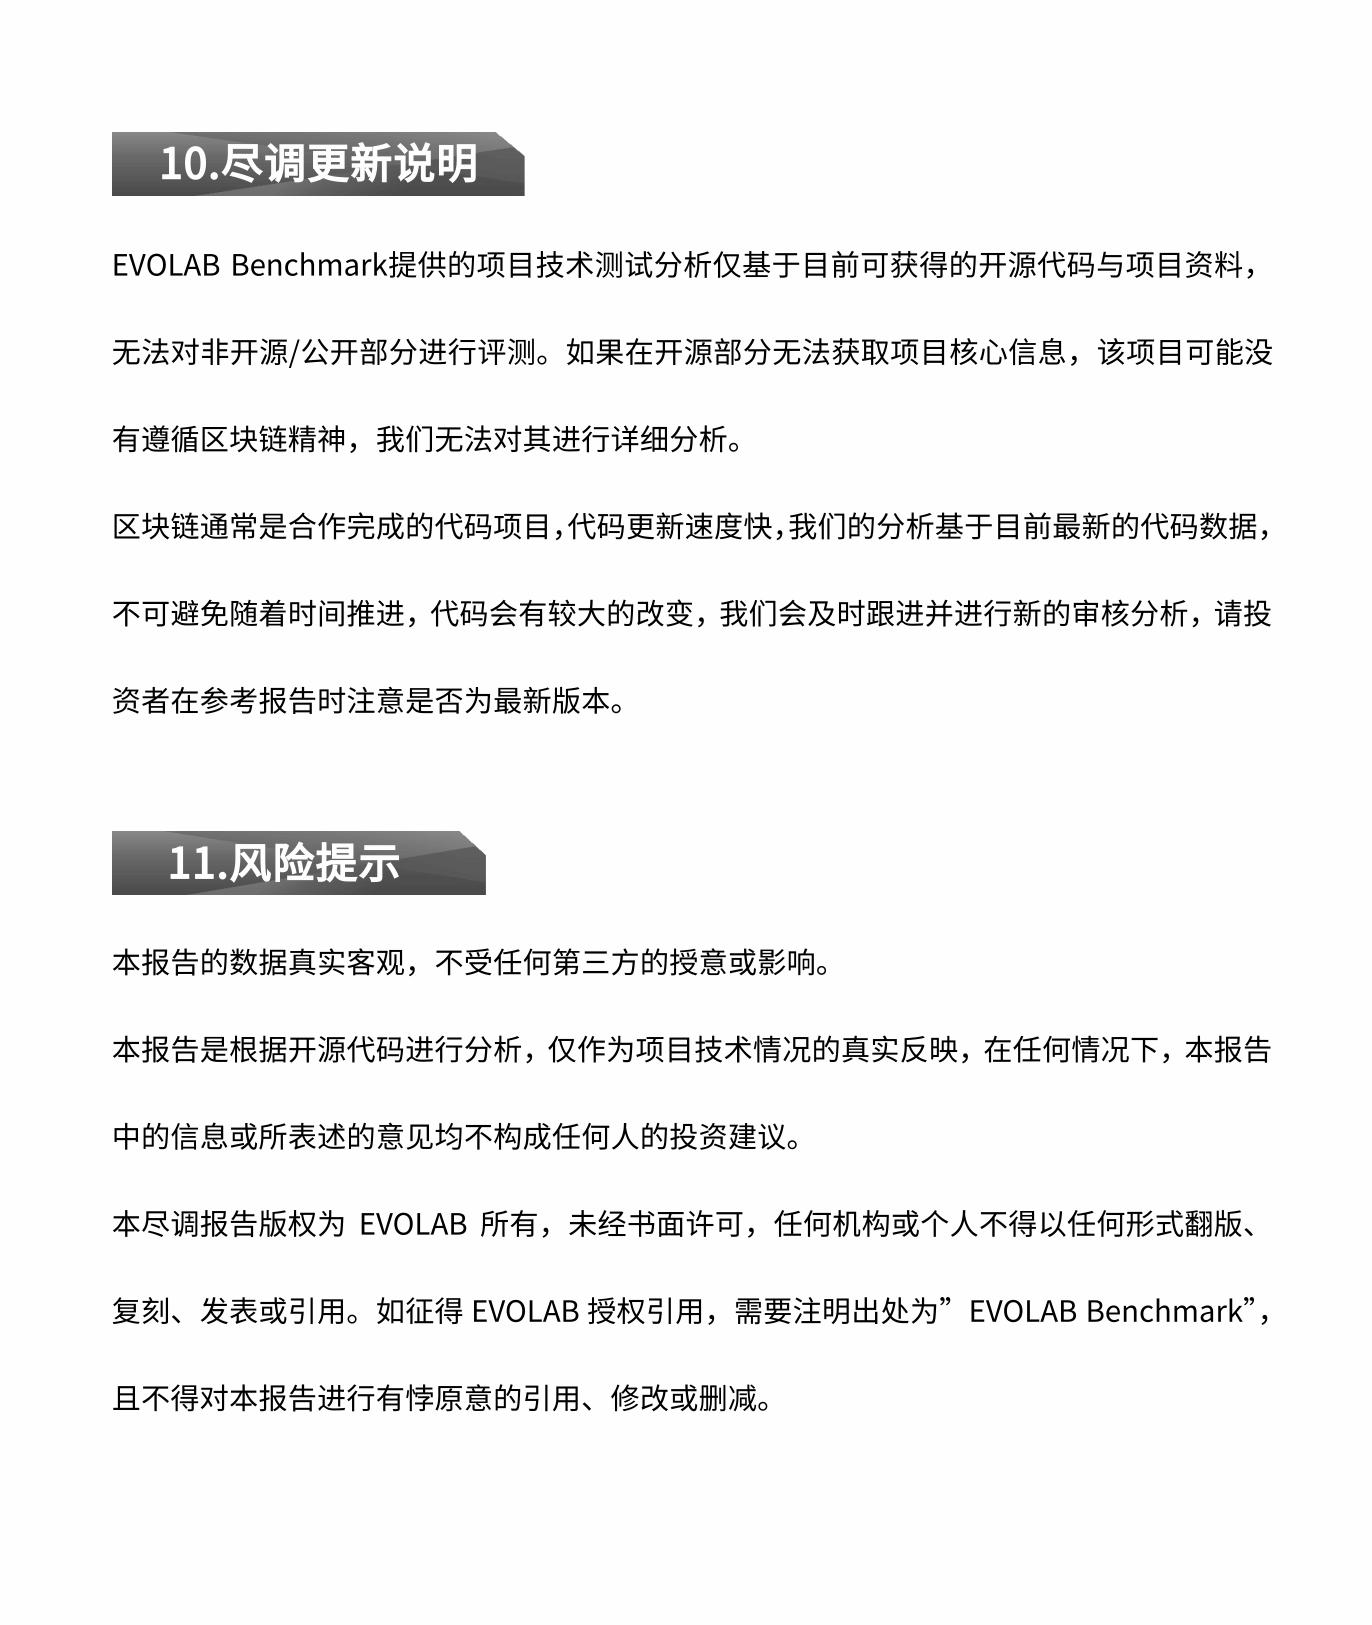 10.尽调更新说明
EVOLAB Benchmark提供的项目技术测试分析仅基于目前可获得的开源代码与项目资料，
无法对非开源/公开部分进行评测。如果在开源部分无法获取项目核心信息，该项目可能没
有遵循区块链精神，我们无法对其进行详细分析。
区块链通常是合作完成的代码项目，代码更新速度快，我们的分析基于目前最新的代码数据，
不可避免随着时间推进，代码会有较大的改变，我们会及时跟进并进行新的审核分析，请投
资者在参考报告时注意是否为最新版本。
11.风险提示
本报告的数据真实客观，不受任何第三方的授意或影响。
本报告是根据开源代码进行分析，仅作为项目技术情况的真实反映，在任何情况下，本报告
中的信息或所表述的意见均不构成任何人的投资建议。
本尽调报告版权为 EVOLAB 所有，未经书面许可，任何机构或个人不得以任何形式翻版、
复刻、发表或引用。如征得 EVOLAB 授权引用，需要注明出处为”EVOLAB Benchmark”，
且不得对本报告进行有悖原意的引用、修改或删减。